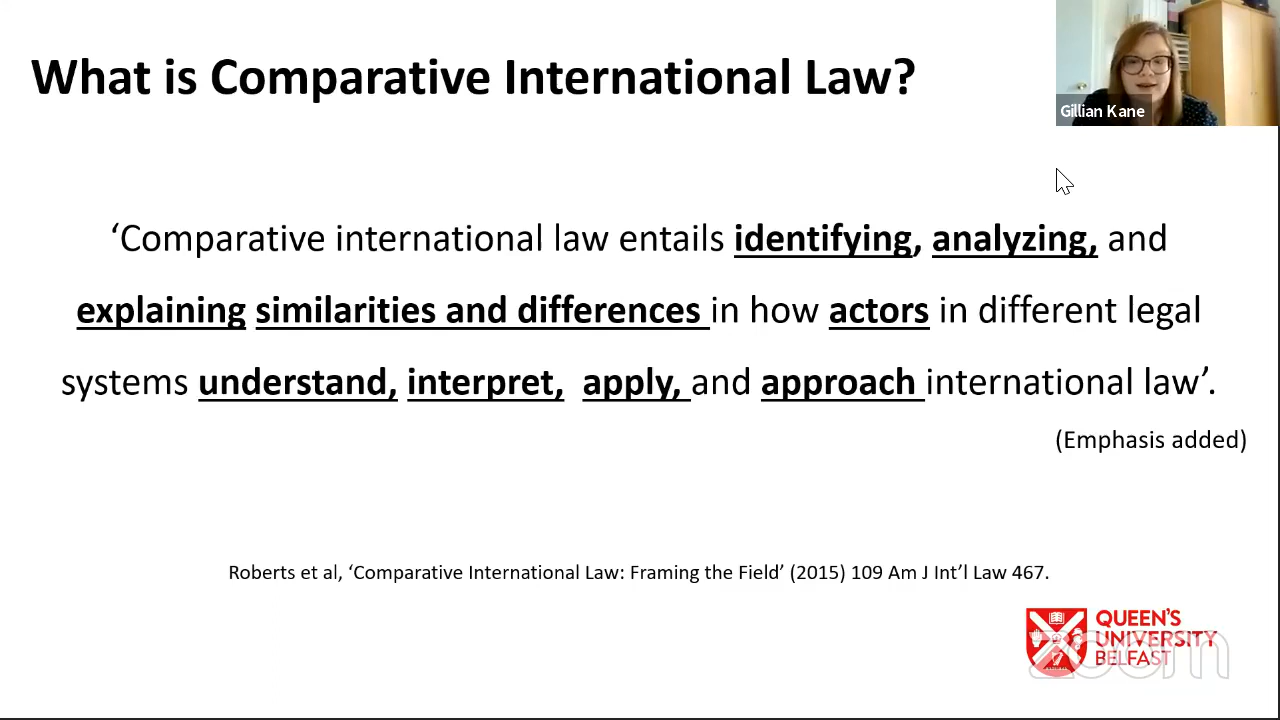 What is Comparative International Law?
Gillian Kane
‘Comparative international law entails identifying, analyzing, and
explaining similarities and differences in how actors in different legal
systems understand, interpret, apply, and approach international law’.
(Emphasis added)
Roberts et al, ‘Comparative International Law: Framing the Field’ (2015) 109 Am J Int’l Law 467.
QUEEN'S
UNIVERSITY
BELFAST
zoom